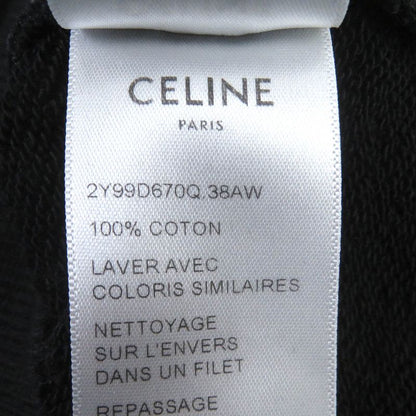 CELINE
PARIS
2Y99D670Q.38AW
100% COTON
LAVER AVEC
COLORIS SIMILAIRES
NETTOYAGE
SUR L'ENVERS
DANS UN FILET
REPASSAGE